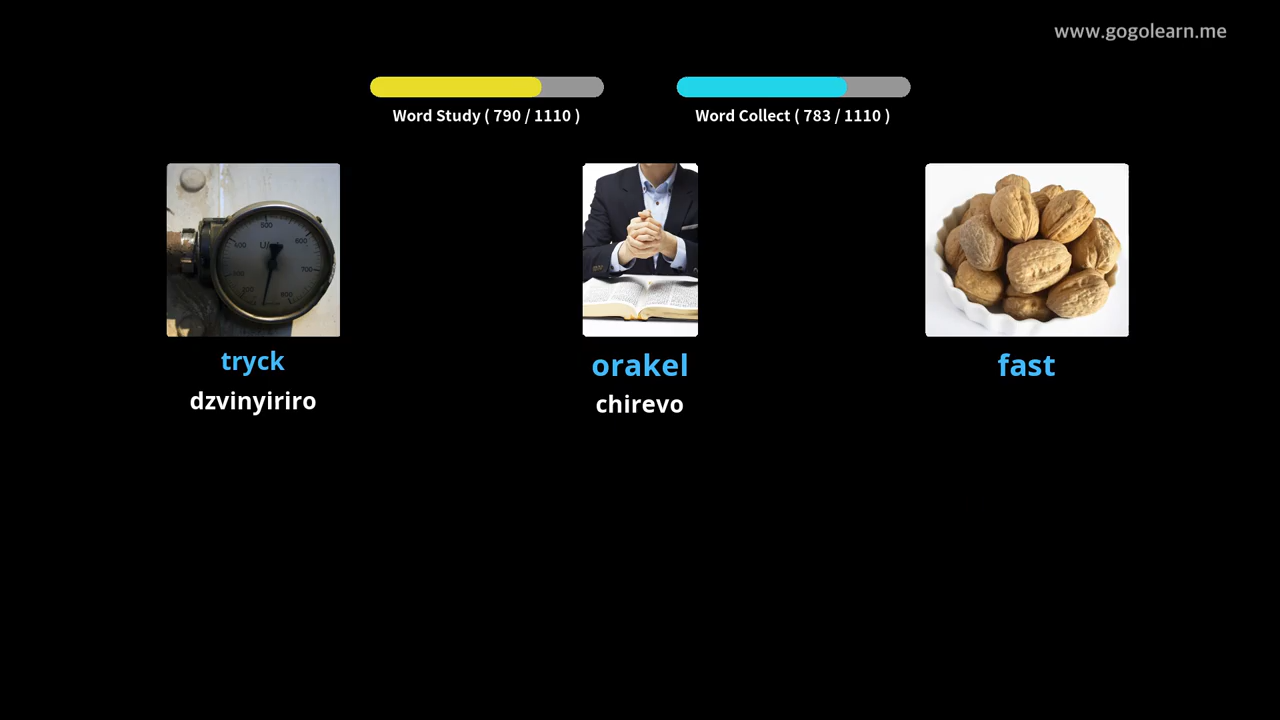 www.gogolearn.me
Word Study ( 790 / 1110 )
Word Collect ( 783 / 1110 )
tryck
dzvinyiriro
orakel
chirevo
fast